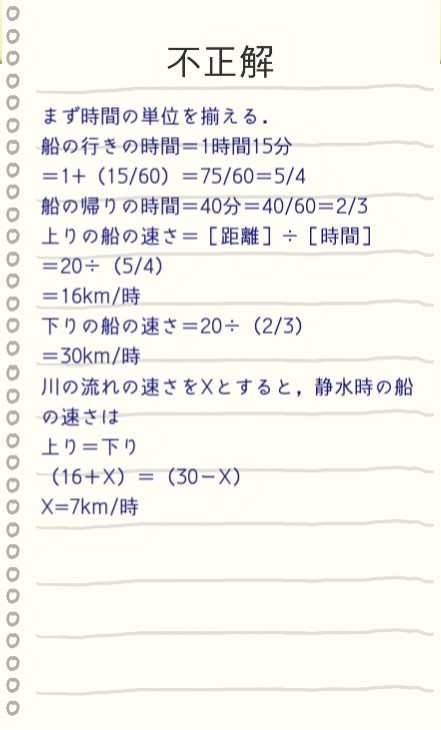 不正解
まず時間の単位を揃える.
船の行きの時間＝1時間15分
＝1＋（15/60）＝75/60＝5/4
船の帰りの時間＝40分＝40/60＝2/3
上りの船の速さ＝［距離］÷［時間］
＝20÷（5/4）
＝16km/時
下りの船の速さ＝20÷（2/3）
＝30km/時
川の流れの速さをXとすると，静水時の船
の速さは
上り＝下り
（16＋X）＝（30－X）
X=7km/時